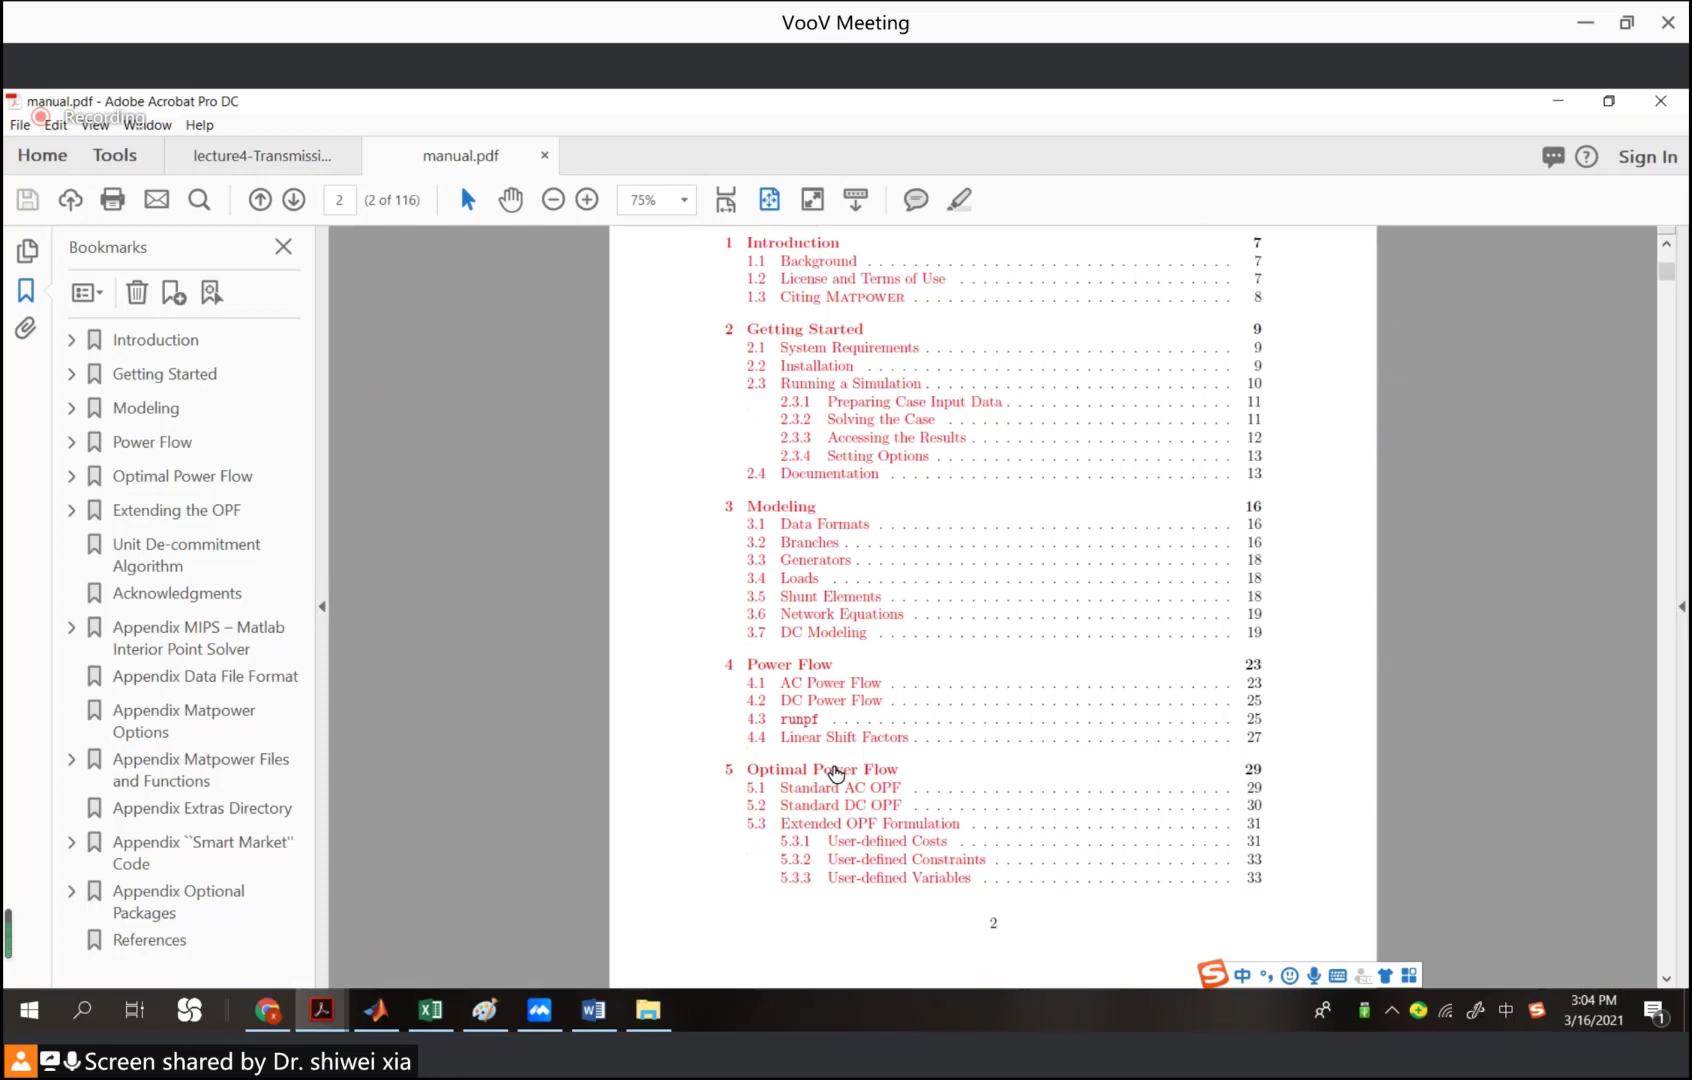 VooV Meeting
manual.pdf - Adobe Acrobat Pro DC
Recording
File Edit View Window Help
Home Tools lecture4-Transmissi... manual.pdf Sign In
2 (2 of 116) 75%
Bookmarks
Introduction
Getting Started
Modeling
Power Flow
Optimal Power Flow
Extending the OPF
Unit De-commitment
Algorithm
Acknowledgments
Appendix MIPS – Matlab
Interior Point Solver
Appendix Data File Format
Appendix Matpower
Options
Appendix Matpower Files
and Functions
Appendix Extras Directory
Appendix ``Smart Market''
Code
Appendix Optional
Packages
References
1 Introduction 7
1.1 Background . . . . . . . . . . . . . . . . . . . . . . . . . . 7
1.2 License and Terms of Use . . . . . . . . . . . . . . . . . . . 7
1.3 Citing MATPOWER . . . . . . . . . . . . . . . . . . . . . . 8
2 Getting Started 9
2.1 System Requirements . . . . . . . . . . . . . . . . . . . . . . 9
2.2 Installation . . . . . . . . . . . . . . . . . . . . . . . . . . 9
2.3 Running a Simulation . . . . . . . . . . . . . . . . . . . . . . 10
2.3.1 Preparing Case Input Data . . . . . . . . . . . . . . . . 11
2.3.2 Solving the Case . . . . . . . . . . . . . . . . . . . . 11
2.3.3 Accessing the Results . . . . . . . . . . . . . . . . . . 12
2.3.4 Setting Options . . . . . . . . . . . . . . . . . . . . . 13
2.4 Documentation . . . . . . . . . . . . . . . . . . . . . . . . 13
3 Modeling 16
3.1 Data Formats . . . . . . . . . . . . . . . . . . . . . . . . . 16
3.2 Branches . . . . . . . . . . . . . . . . . . . . . . . . . . . 16
3.3 Generators . . . . . . . . . . . . . . . . . . . . . . . . . . 18
3.4 Loads . . . . . . . . . . . . . . . . . . . . . . . . . . . . 18
3.5 Shunt Elements . . . . . . . . . . . . . . . . . . . . . . . . 18
3.6 Network Equations . . . . . . . . . . . . . . . . . . . . . . 19
3.7 DC Modeling . . . . . . . . . . . . . . . . . . . . . . . . . 19
4 Power Flow 23
4.1 AC Power Flow . . . . . . . . . . . . . . . . . . . . . . . . 23
4.2 DC Power Flow . . . . . . . . . . . . . . . . . . . . . . . . 25
4.3 runpf . . . . . . . . . . . . . . . . . . . . . . . . . . . . 25
4.4 Linear Shift Factors . . . . . . . . . . . . . . . . . . . . . . 27
5 Optimal Power Flow 29
5.1 Standard AC OPF . . . . . . . . . . . . . . . . . . . . . . 29
5.2 Standard DC OPF . . . . . . . . . . . . . . . . . . . . . . 30
5.3 Extended OPF Formulation . . . . . . . . . . . . . . . . . . 31
5.3.1 User-defined Costs . . . . . . . . . . . . . . . . . . . 31
5.3.2 User-defined Constraints . . . . . . . . . . . . . . . . . 33
5.3.3 User-defined Variables . . . . . . . . . . . . . . . . . . 33
2
中
中
3:04 PM
3/16/2021
1
Screen shared by Dr. shiwei xia